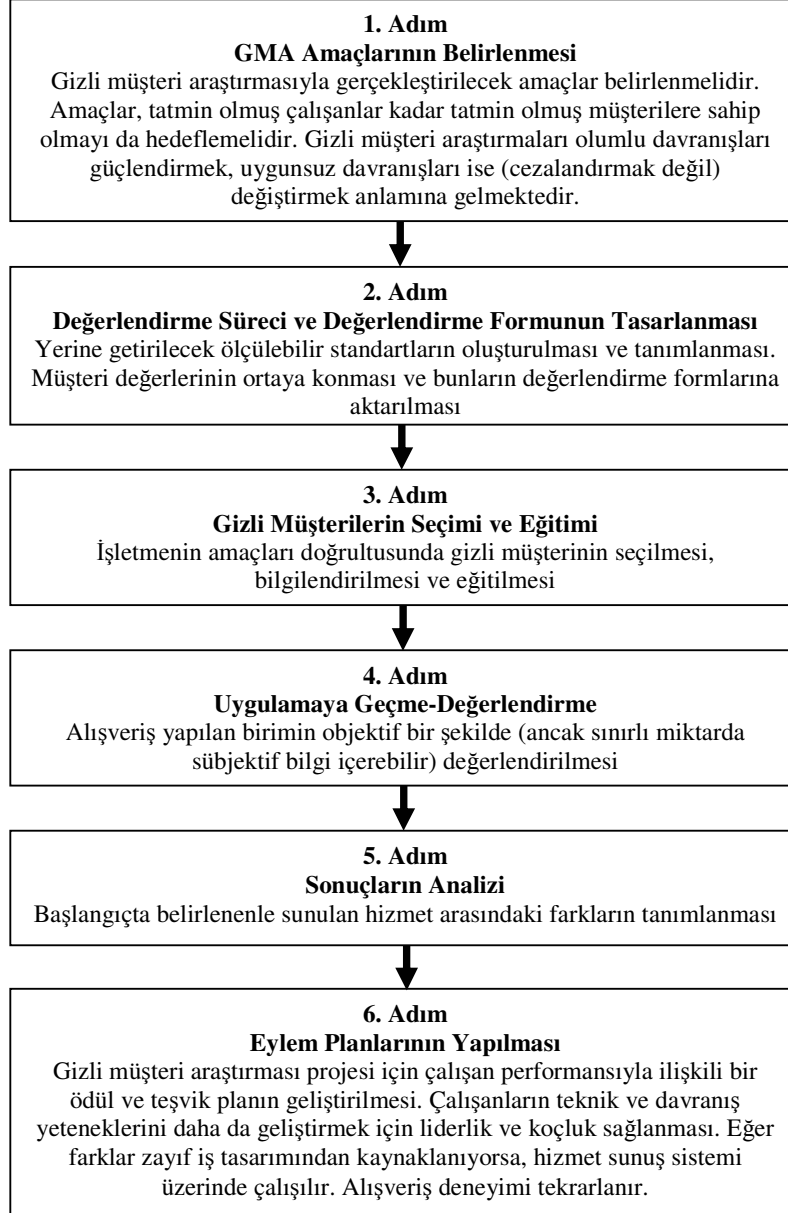 1. Adım
GMA Amaçlarının Belirlenmesi
Gizli müşteri araştırmasıyla gerçekleştirilecek amaçlar belirlenmelidir.
Amaçlar, tatmin olmuş çalışanlar kadar tatmin olmuş müşterilere sahip
olmayı da hedeflemelidir. Gizli müşteri araştırmaları olumlu davranışları
güçlendirmek, uygunsuz davranışları ise (cezalandırmak değil)
değiştirmek anlamına gelmektedir.
2. Adım
Değerlendirme Süreci ve Değerlendirme Formunun Tasarlanması
Yerine getirilecek ölçülebilir standartların oluşturulması ve tanımlanması.
Müşteri değerlerinin ortaya konması ve bunların değerlendirme formlarına
aktarılması
3. Adım
Gizli Müşterilerin Seçimi ve Eğitimi
İşletmenin amaçları doğrultusunda gizli müşterinin seçilmesi,
bilgilendirilmesi ve eğitilmesi
4. Adım
Uygulamaya Geçme-Değerlendirme
Alışveriş yapılan birimin objektif bir şekilde (ancak sınırlı miktarda
sübjektif bilgi içerebilir) değerlendirilmesi
5. Adım
Sonuçların Analizi
Başlangıçta belirlenenle sunulan hizmet arasındaki farkların tanımlanması
6. Adım
Eylem Planlarının Yapılması
Gizli müşteri araştırması projesi için çalışan performansıyla ilişkili bir
ödül ve teşvik planın geliştirilmesi. Çalışanların teknik ve davranış
yeteneklerini daha da geliştirmek için liderlik ve koçluk sağlanması. Eğer
farklar zayıf iş tasarımından kaynaklanıyorsa, hizmet sunuş sistemi
üzerinde çalışılır. Alışveriş deneyimi tekrarlanır.